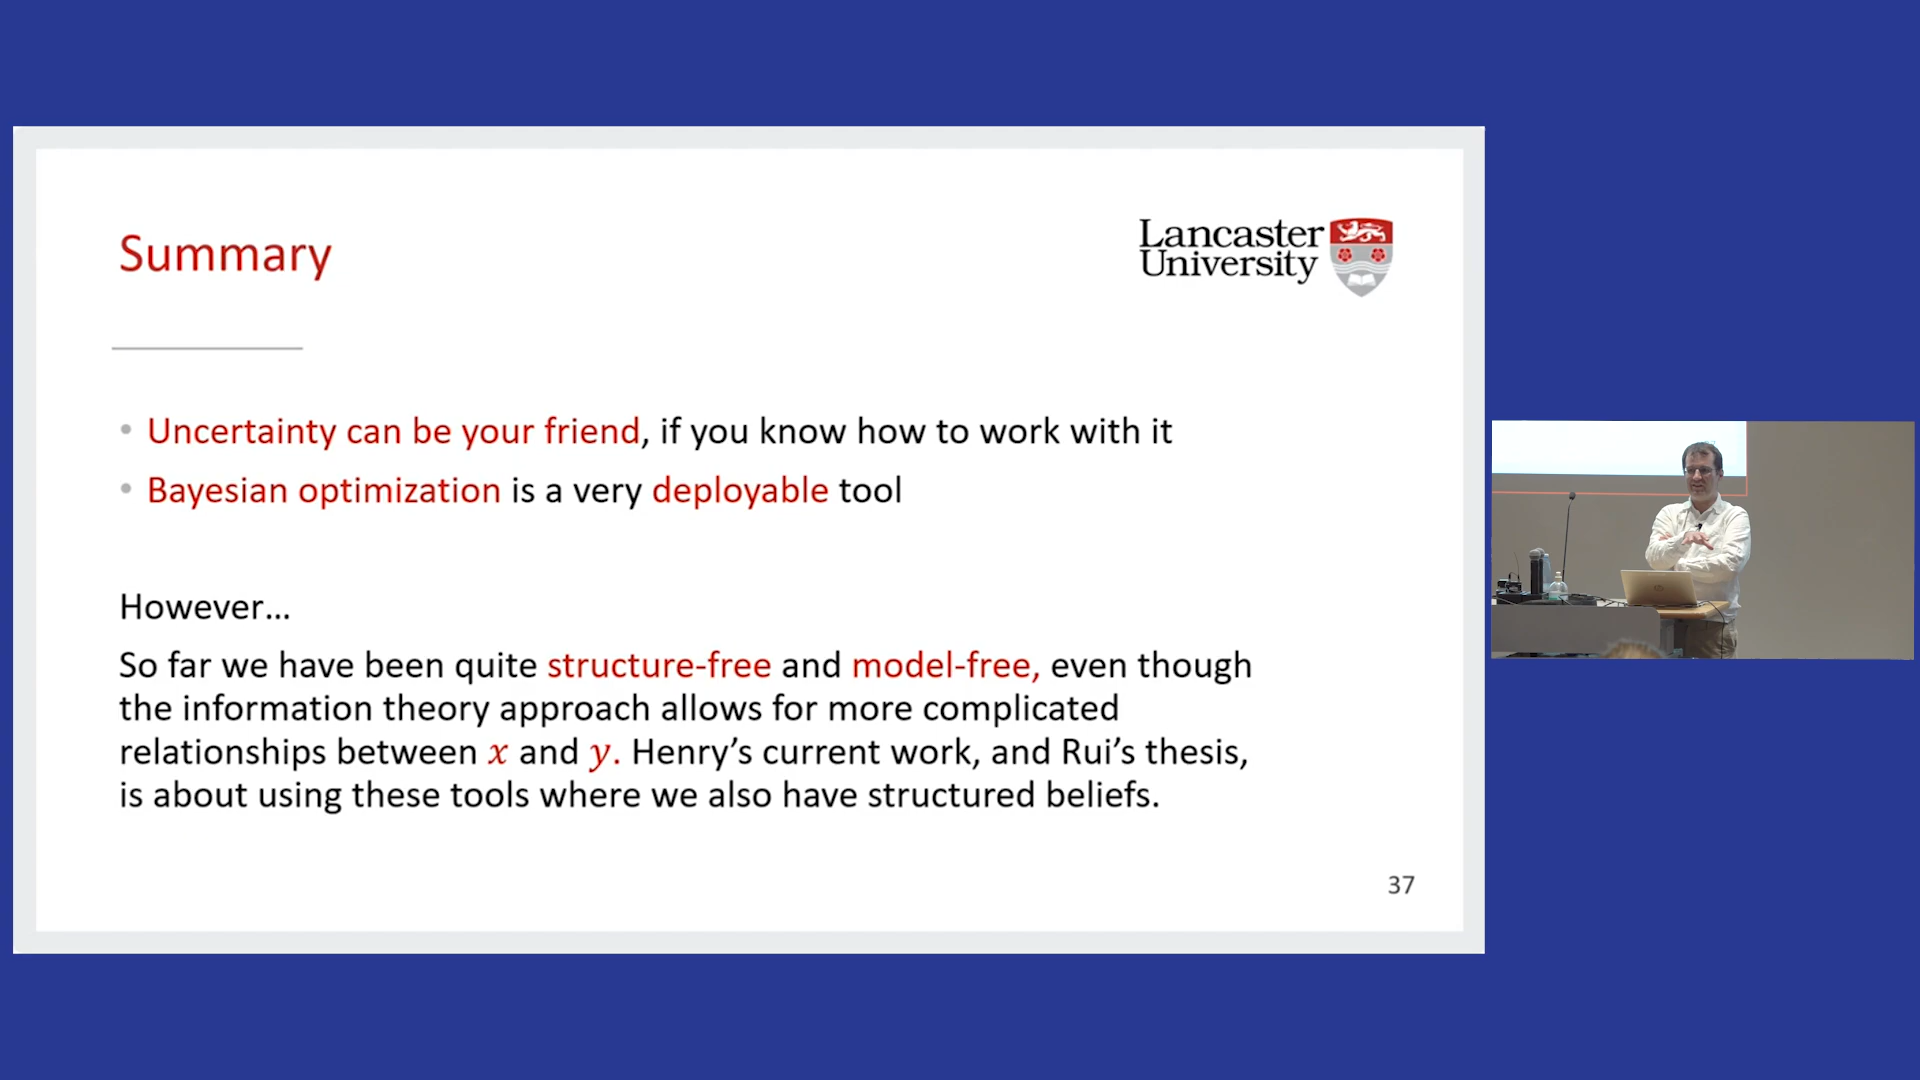 Summary
Lancaster
University
• Uncertainty can be your friend, if you know how to work with it
• Bayesian optimization is a very deployable tool
However...
So far we have been quite structure-free and model-free, even though
the information theory approach allows for more complicated
relationships between x and y. Henry’s current work, and Rui’s thesis,
is about using these tools where we also have structured beliefs.
37